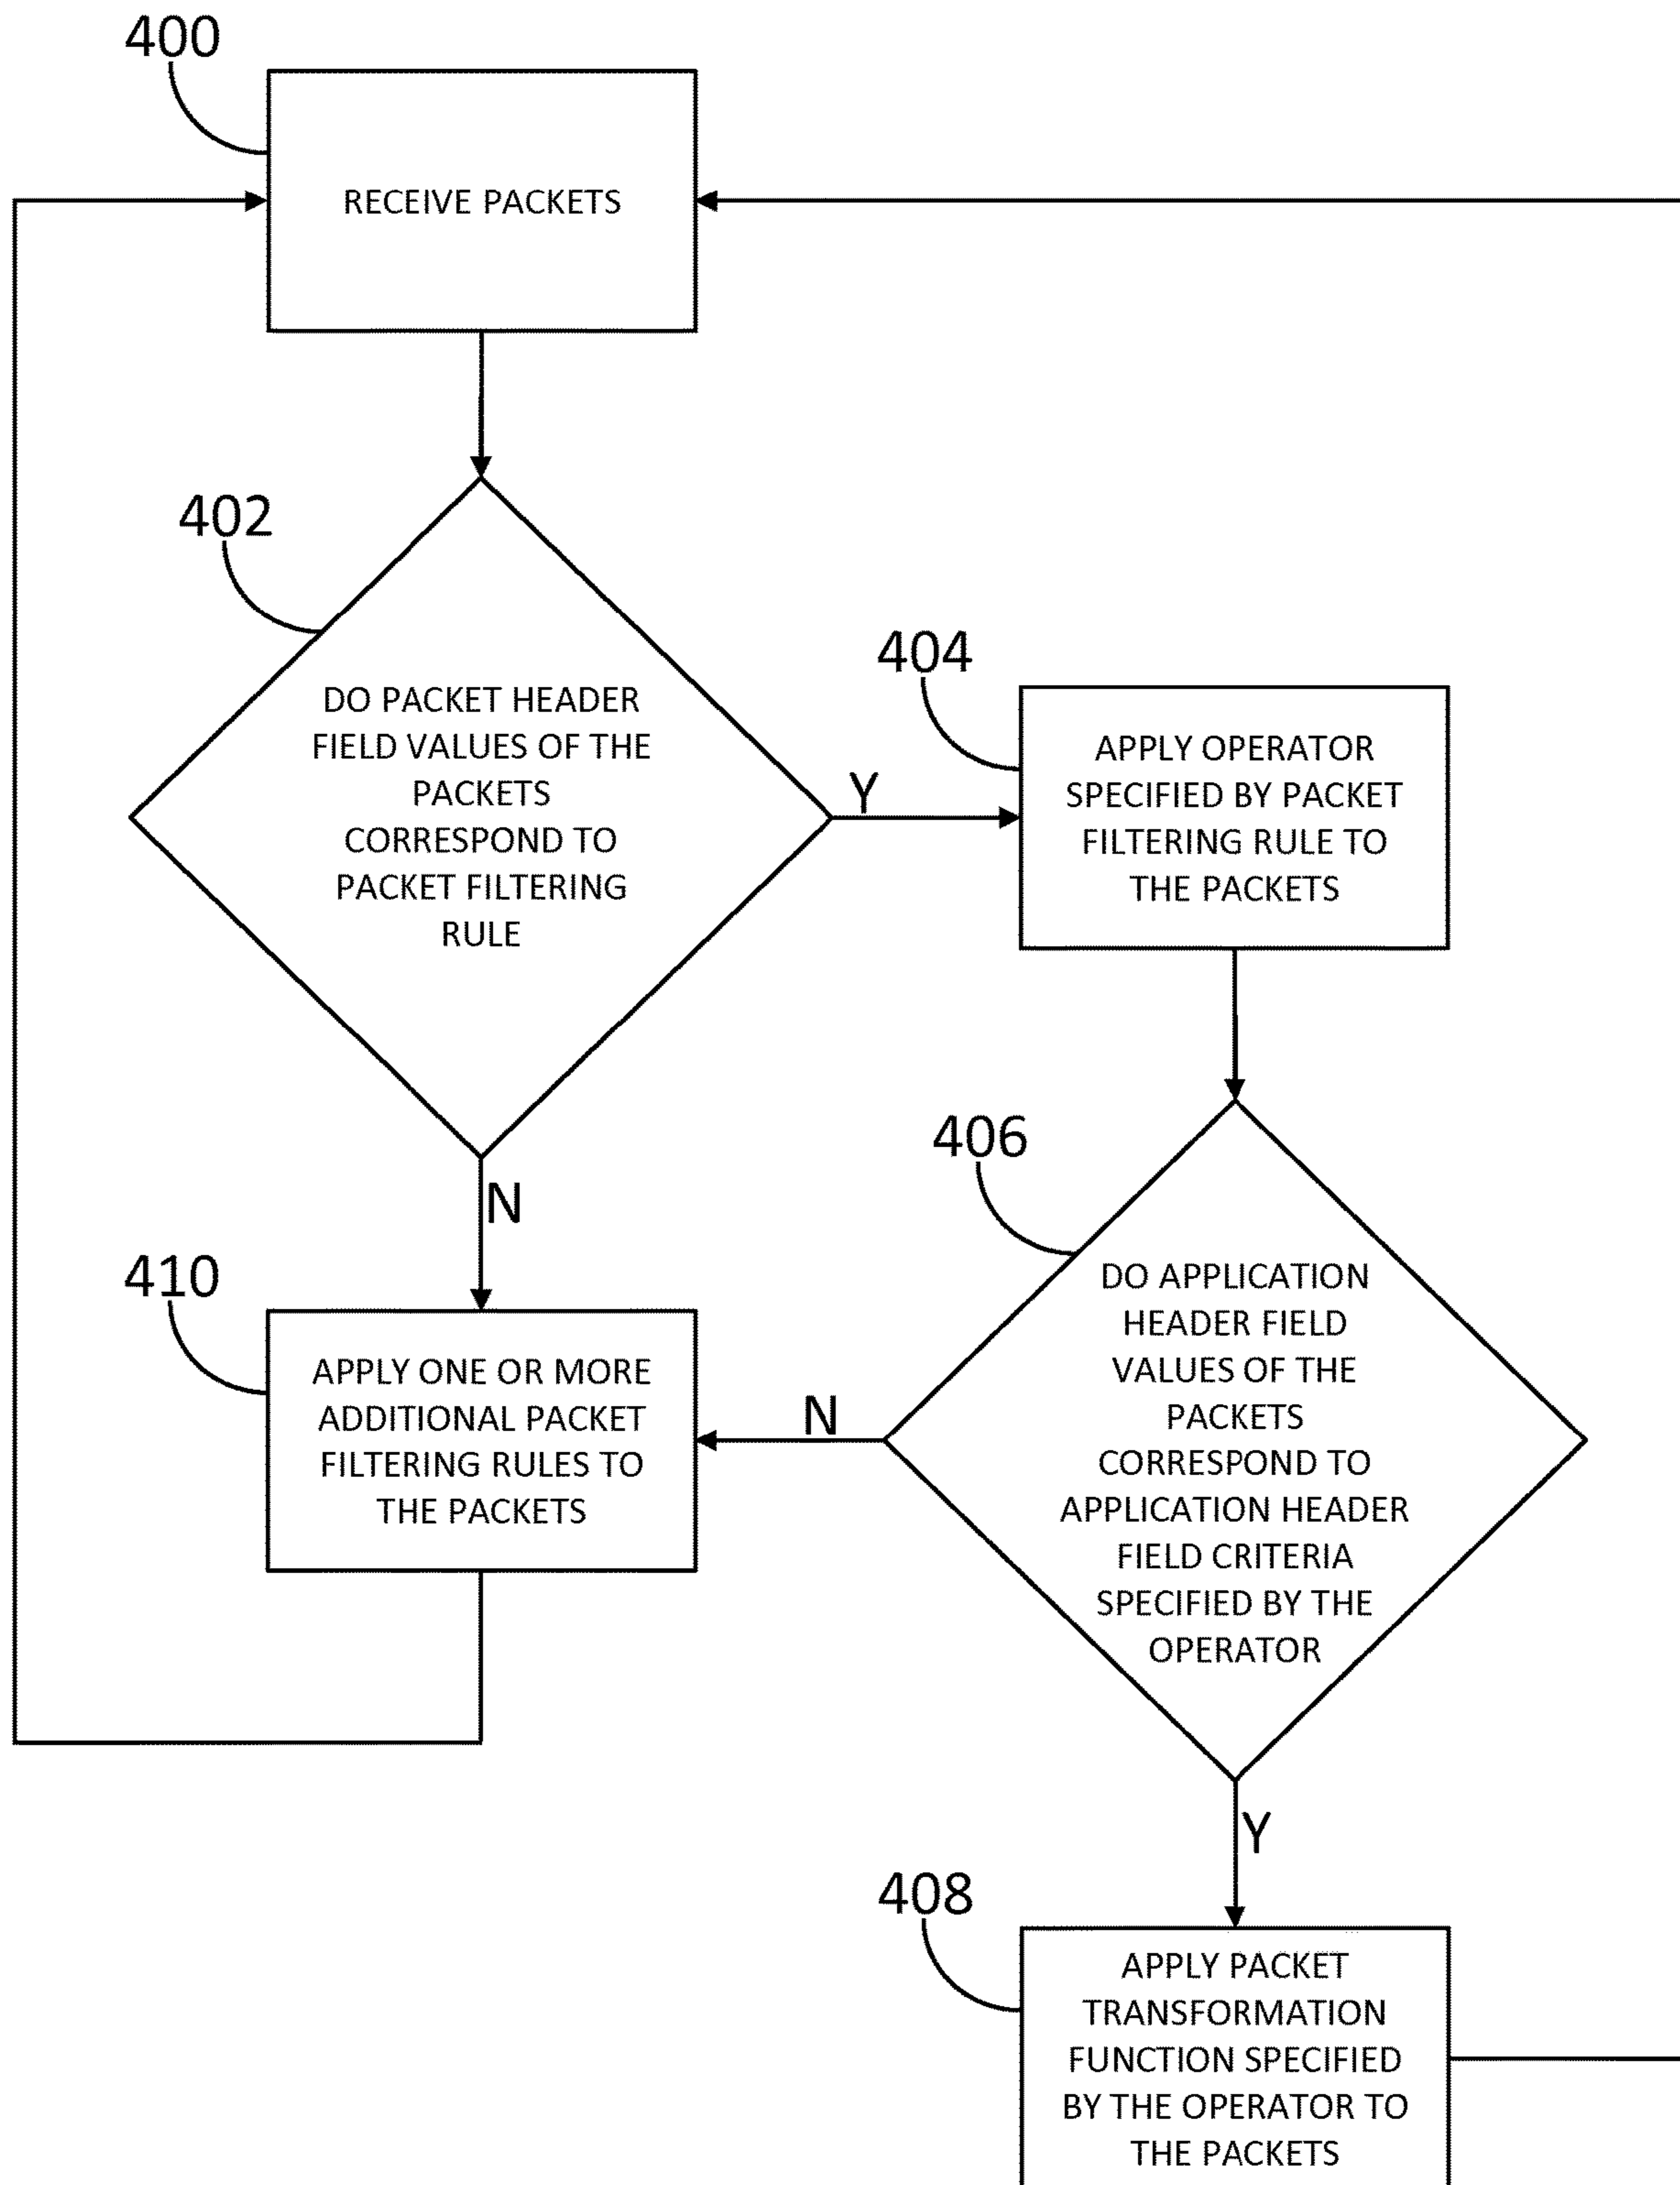 400
RECEIVE PACKETS
402
DO PACKET HEADER
FIELD VALUES OF THE
PACKETS
CORRESPOND TO
PACKET FILTERING
RULE
Y
404
APPLY OPERATOR
SPECIFIED BY PACKET
FILTERING RULE TO
THE PACKETS
N
406
DO APPLICATION
HEADER FIELD
VALUES OF THE
PACKETS
CORRESPOND TO
APPLICATION HEADER
FIELD CRITERIA
SPECIFIED BY THE
OPERATOR
N
410
APPLY ONE OR MORE
ADDITIONAL PACKET
FILTERING RULES TO
THE PACKETS
Y
408
APPLY PACKET
TRANSFORMATION
FUNCTION SPECIFIED
BY THE OPERATOR TO
THE PACKETS